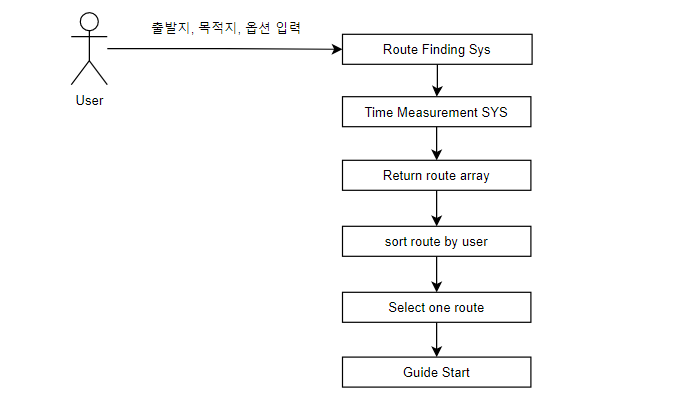 출발지, 목적지, 옵션 입력
User
Route Finding Sys
Time Measurement SYS
Return route array
sort route by user
Select one route
Guide Start